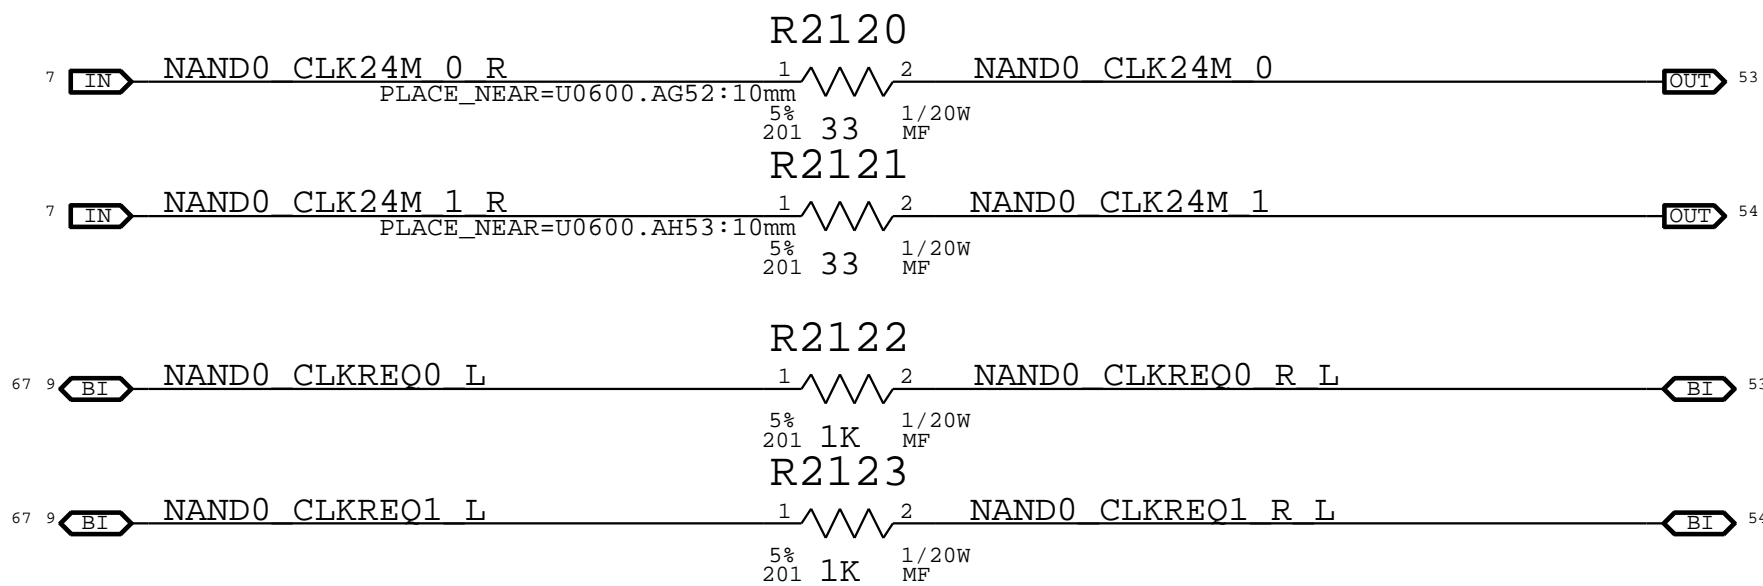 R2120
7 IN NAND0_CLK24M_0_R 1 2 NAND0_CLK24M_0 OUT 53
PLACE_NEAR=U0600.AG52:10mm
5% 1/20W
201 33 MF
R2121
7 IN NAND0_CLK24M_1_R 1 2 NAND0_CLK24M_1 OUT 54
PLACE_NEAR=U0600.AH53:10mm
5% 1/20W
201 33 MF
R2122
67 9 BI NAND0_CLKREQ0_L 1 2 NAND0_CLKREQ0_R_L BI 53
5% 1/20W
201 1K MF
R2123
67 9 BI NAND0_CLKREQ1_L 1 2 NAND0_CLKREQ1_R_L BI 54
5% 1/20W
201 1K MF